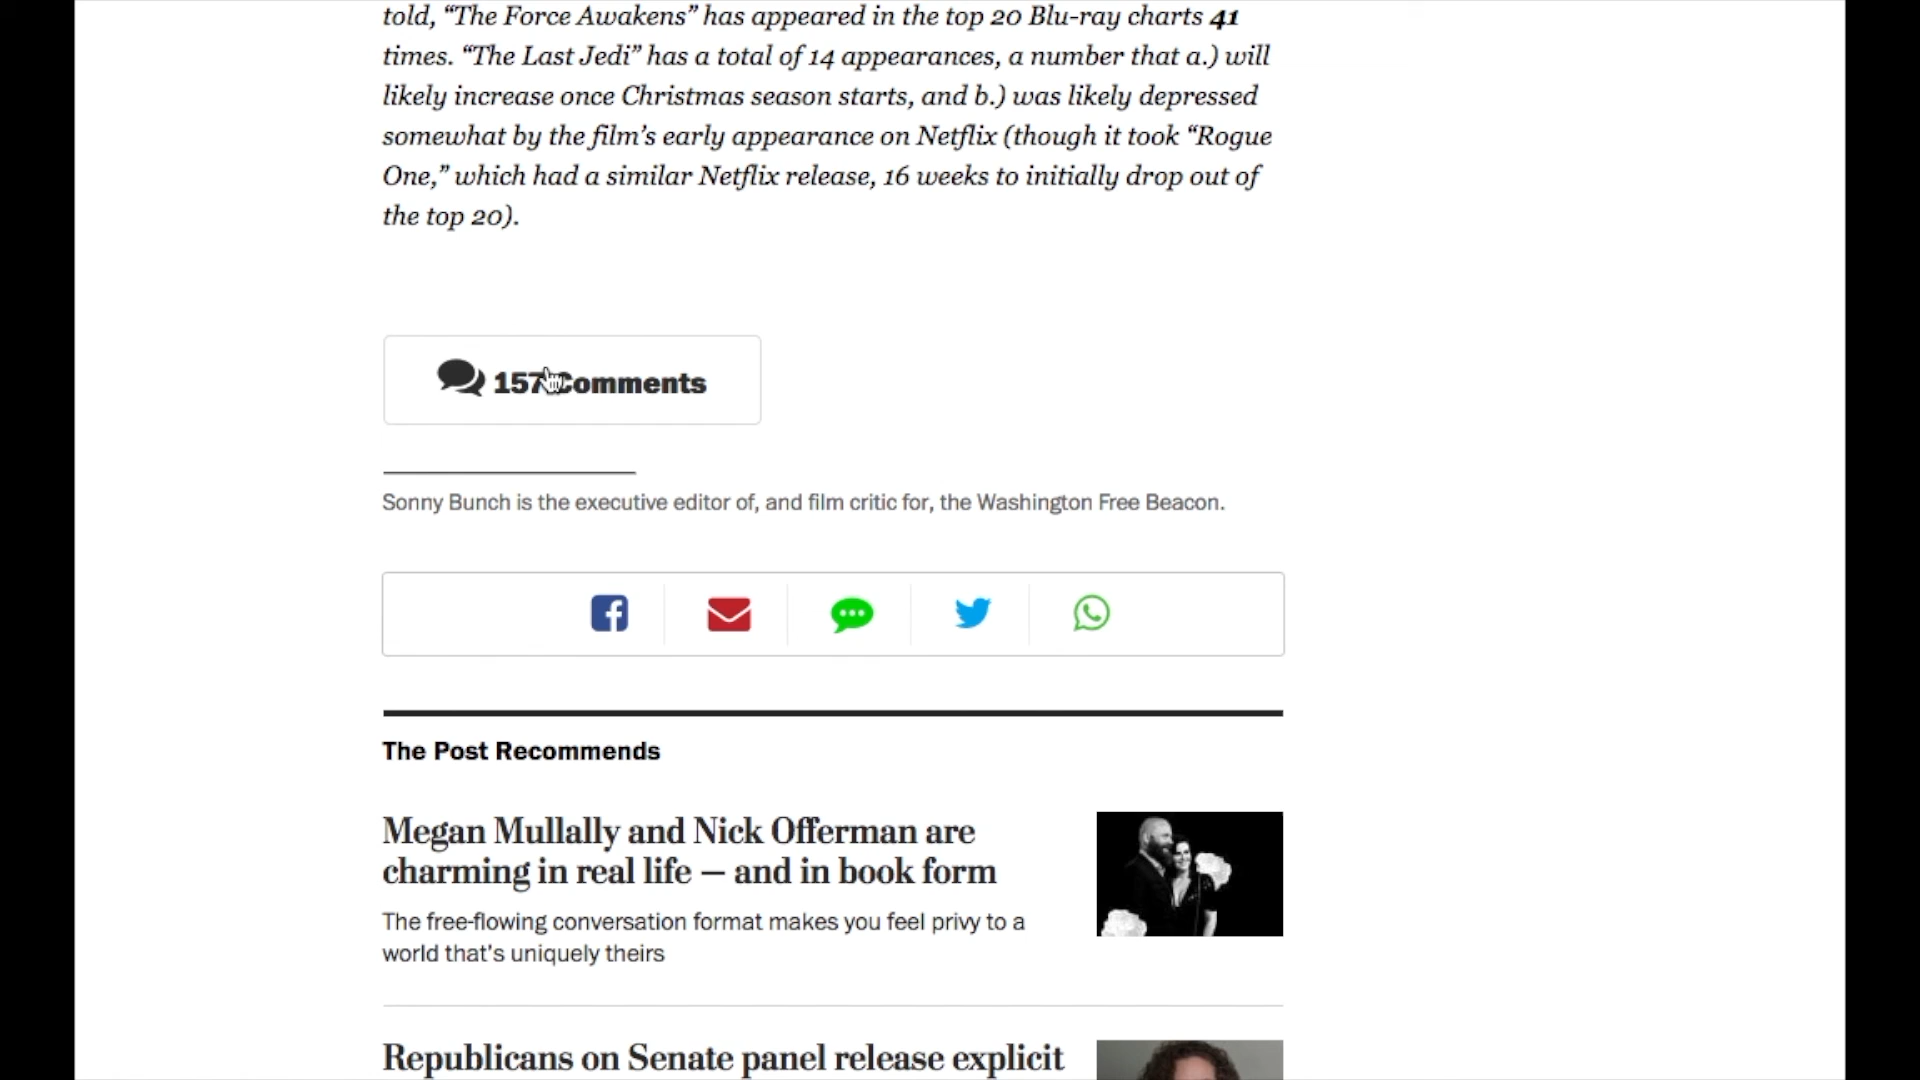 told, “The Force Awakens” has appeared in the top 20 Blu-ray charts 41
times. “The Last Jedi” has a total of 14 appearances, a number that a.) will
likely increase once Christmas season starts, and b.) was likely depressed
somewhat by the film’s early appearance on Netflix (though it took “Rogue
One,” which had a similar Netflix release, 16 weeks to initially drop out of
the top 20).
157 Comments
Sonny Bunch is the executive editor of, and film critic for, the Washington Free Beacon.
The Post Recommends
Megan Mullally and Nick Offerman are
charming in real life — and in book form
The free-flowing conversation format makes you feel privy to a
world that’s uniquely theirs
Republicans on Senate panel release explicit